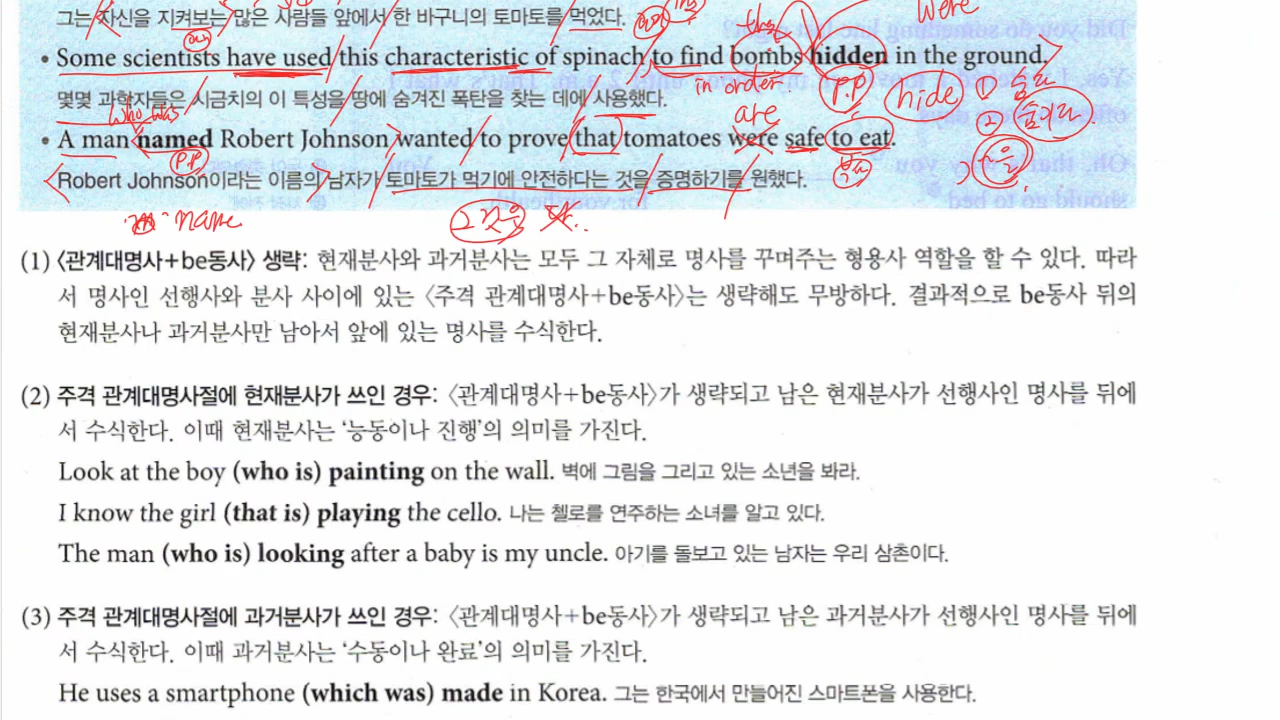 그는 자신을 지켜보는 많은 사람들 앞에서 한 바구니의 토마토를 먹었다.
were
• Some scientists have used this characteristic of spinach to find bombs hidden in the ground.
in order
p.p
hide
① 숨다
② 숨기다.
몇몇 과학자들은 시금치의 이 특성을 땅에 숨겨진 폭탄을 찾는 데에 사용했다.
who was
are
• A man named Robert Johnson wanted to prove that tomatoes were safe to eat.
p.p
Robert Johnson이라는 이름의 남자가 토마토가 먹기에 안전하다는 것을 증명하기를 원했다.
name
(1) 〈관계대명사+be동사〉 생략: 현재분사와 과거분사는 모두 그 자체로 명사를 꾸며주는 형용사 역할을 할 수 있다. 따라
서 명사인 선행사와 분사 사이에 있는 〈주격 관계대명사+be동사〉는 생략해도 무방하다. 결과적으로 be동사 뒤의
현재분사나 과거분사만 남아서 앞에 있는 명사를 수식한다.
(2) 주격 관계대명사절에 현재분사가 쓰인 경우: 〈관계대명사+be동사〉가 생략되고 남은 현재분사가 선행사인 명사를 뒤에
서 수식한다. 이때 현재분사는 ‘능동이나 진행’의 의미를 가진다.
Look at the boy (who is) painting on the wall. 벽에 그림을 그리고 있는 소년을 봐라.
I know the girl (that is) playing the cello. 나는 첼로를 연주하는 소녀를 알고 있다.
The man (who is) looking after a baby is my uncle. 아기를 돌보고 있는 남자는 우리 삼촌이다.
(3) 주격 관계대명사절에 과거분사가 쓰인 경우: 〈관계대명사+be동사〉가 생략되고 남은 과거분사가 선행사인 명사를 뒤에
서 수식한다. 이때 과거분사는 ‘수동이나 완료’의 의미를 가진다.
He uses a smartphone (which was) made in Korea. 그는 한국에서 만들어진 스마트폰을 사용한다.